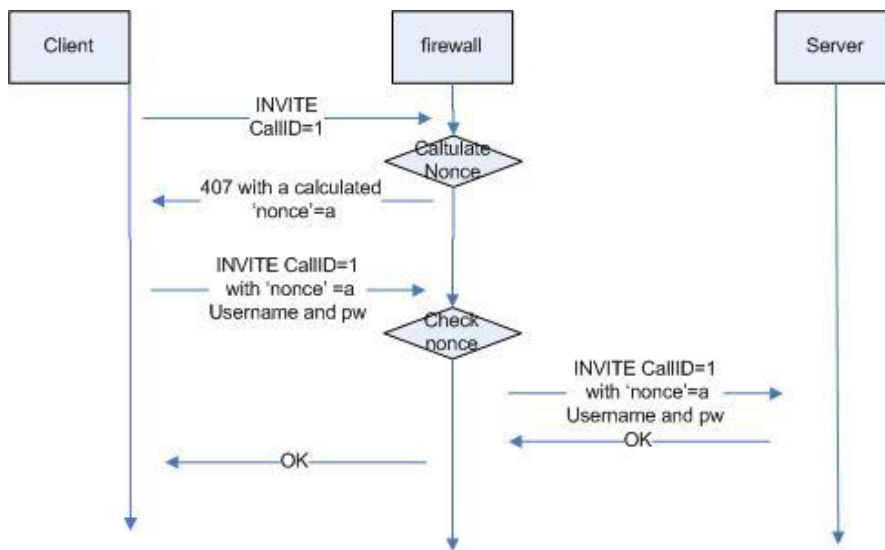 Client
firewall
Server
INVITE
CallID=1
Caltulate
Nonce
407 with a calculated
‘nonce’=a
INVITE CallID=1
with ‘nonce’ =a
Username and pw
Check
nonce
INVITE CallID=1
with ‘nonce’=a
Username and pw
OK
OK